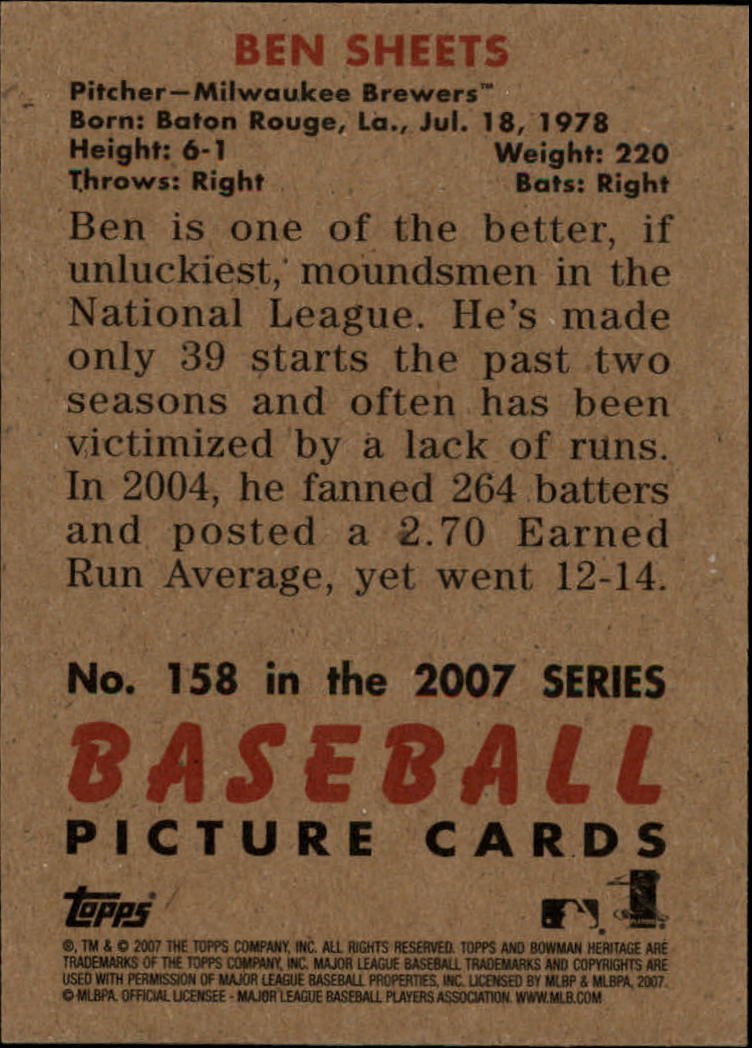 BEN SHEETS
Pitcher—Milwaukee Brewers™
Born: Baton Rouge, La., Jul. 18, 1978
Height: 6-1 Weight: 220
Throws: Right Bats: Right
Ben is one of the better, if
unluckiest, moundsmen in the
National League. He's made
only 39 starts the past two
seasons and often has been
victimized by a lack of runs.
In 2004, he fanned 264 batters
and posted a 2.70 Earned
Run Average, yet went 12-14.
No. 158 in the 2007 SERIES
BASEBALL
PICTURE CARDS
Topps®
®, TM & © 2007 THE TOPPS COMPANY, INC. ALL RIGHTS RESERVED. TOPPS AND BOWMAN HERITAGE ARE
TRADEMARKS OF THE TOPPS COMPANY, INC. MAJOR LEAGUE BASEBALL TRADEMARKS AND COPYRIGHTS ARE
USED WITH PERMISSION OF MAJOR LEAGUE BASEBALL PROPERTIES, INC. LICENSED BY MLBP & MLBPA, 2007.
© MLBPA. OFFICIAL LICENSEE - MAJOR LEAGUE BASEBALL PLAYERS ASSOCIATION. WWW.MLB.COM